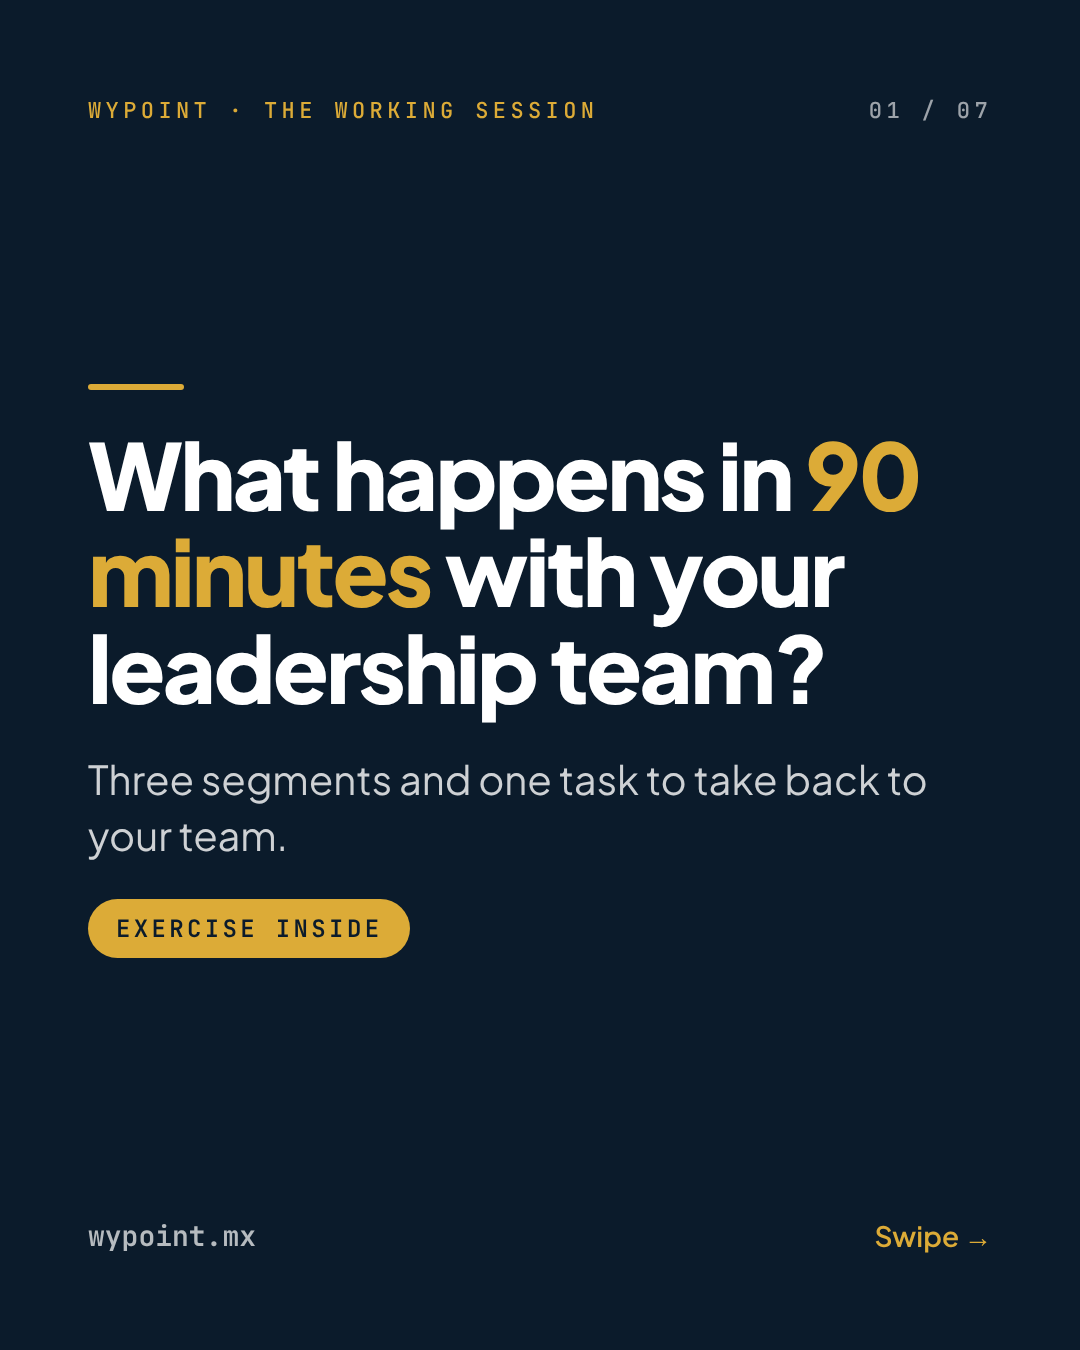 WYPOINT · THE WORKING SESSION
01 / 07
What happens in 90
minutes with your
leadership team?
Three segments and one task to take back to
your team.
EXERCISE INSIDE
wypoint.mx
Swipe →